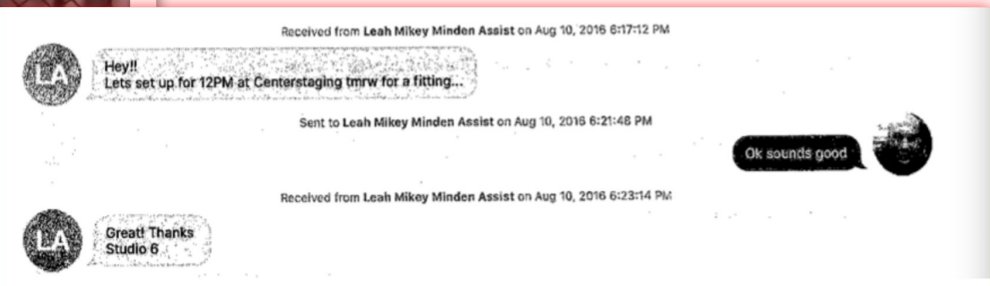 Received from Leah Mikey Minden Assist on Aug 10, 2016 6:17:12 PM
LA
Hey!!
Lets set up for 12PM at Centerstaging tmrw for a fitting...
Sent to Leah Mikey Minden Assist on Aug 10, 2016 6:21:48 PM
Ok sounds good
Received from Leah Mikey Minden Assist on Aug 10, 2016 6:23:14 PM
LA
Great! Thanks
Studio 6